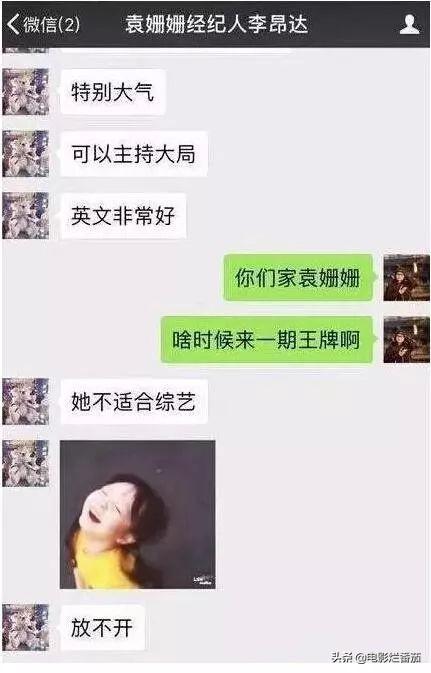 微信(2)
袁姗姗经纪人李昂达
特别大气
可以主持大局
英文非常好
你们家袁姗姗
啥时候来一期王牌啊
她不适合综艺
放不开
头条 @电影烂番茄